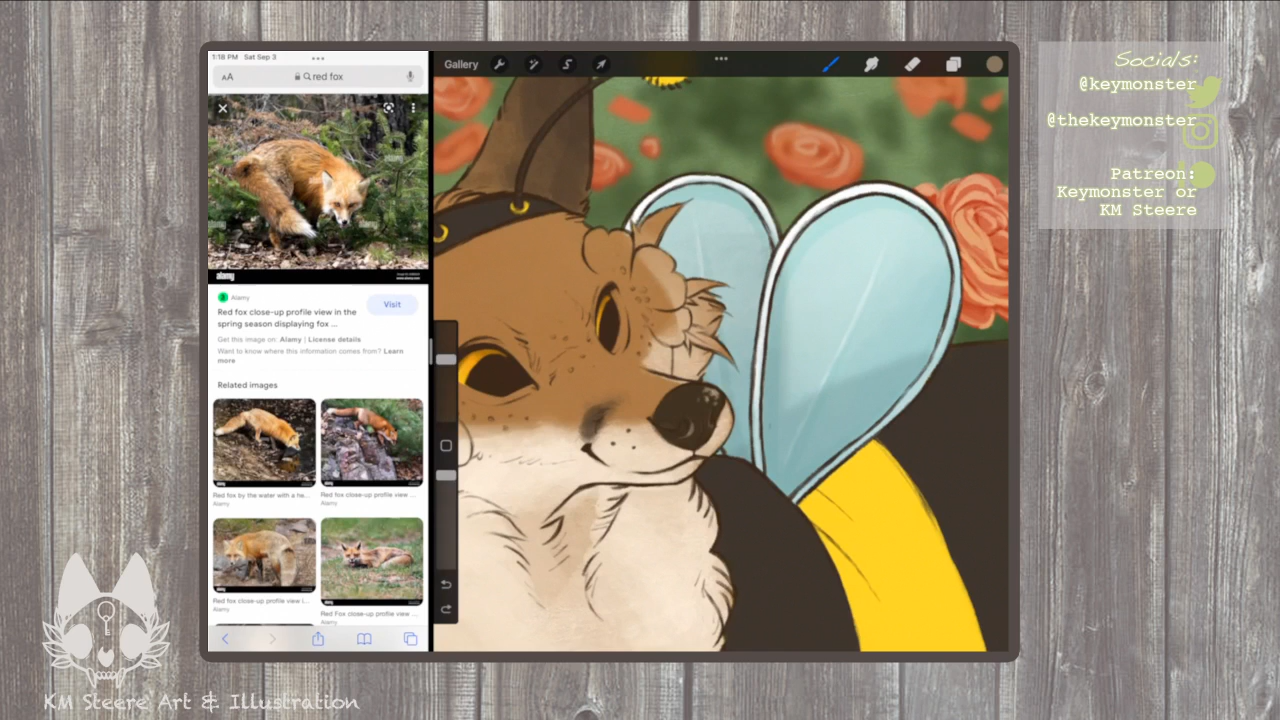 1:18 PM Sat Sep 3
AA
red fox
alamy
Alamy
Visit
Red fox close-up profile view in the
spring season displaying fox ...
Get this image on: Alamy | License details
Want to know where this information comes from? Learn
more
Related images
Red fox by the water with a he...
Alamy
Red fox close-up profile view ...
Alamy
Red fox close-up profile view i...
Alamy
Red Fox close-up profile view ...
Alamy
Gallery
Socials:
@keymonster
@thekeymonster
Patreon:
Keymonster or
KM Steere
KM Steere Art & Illustration